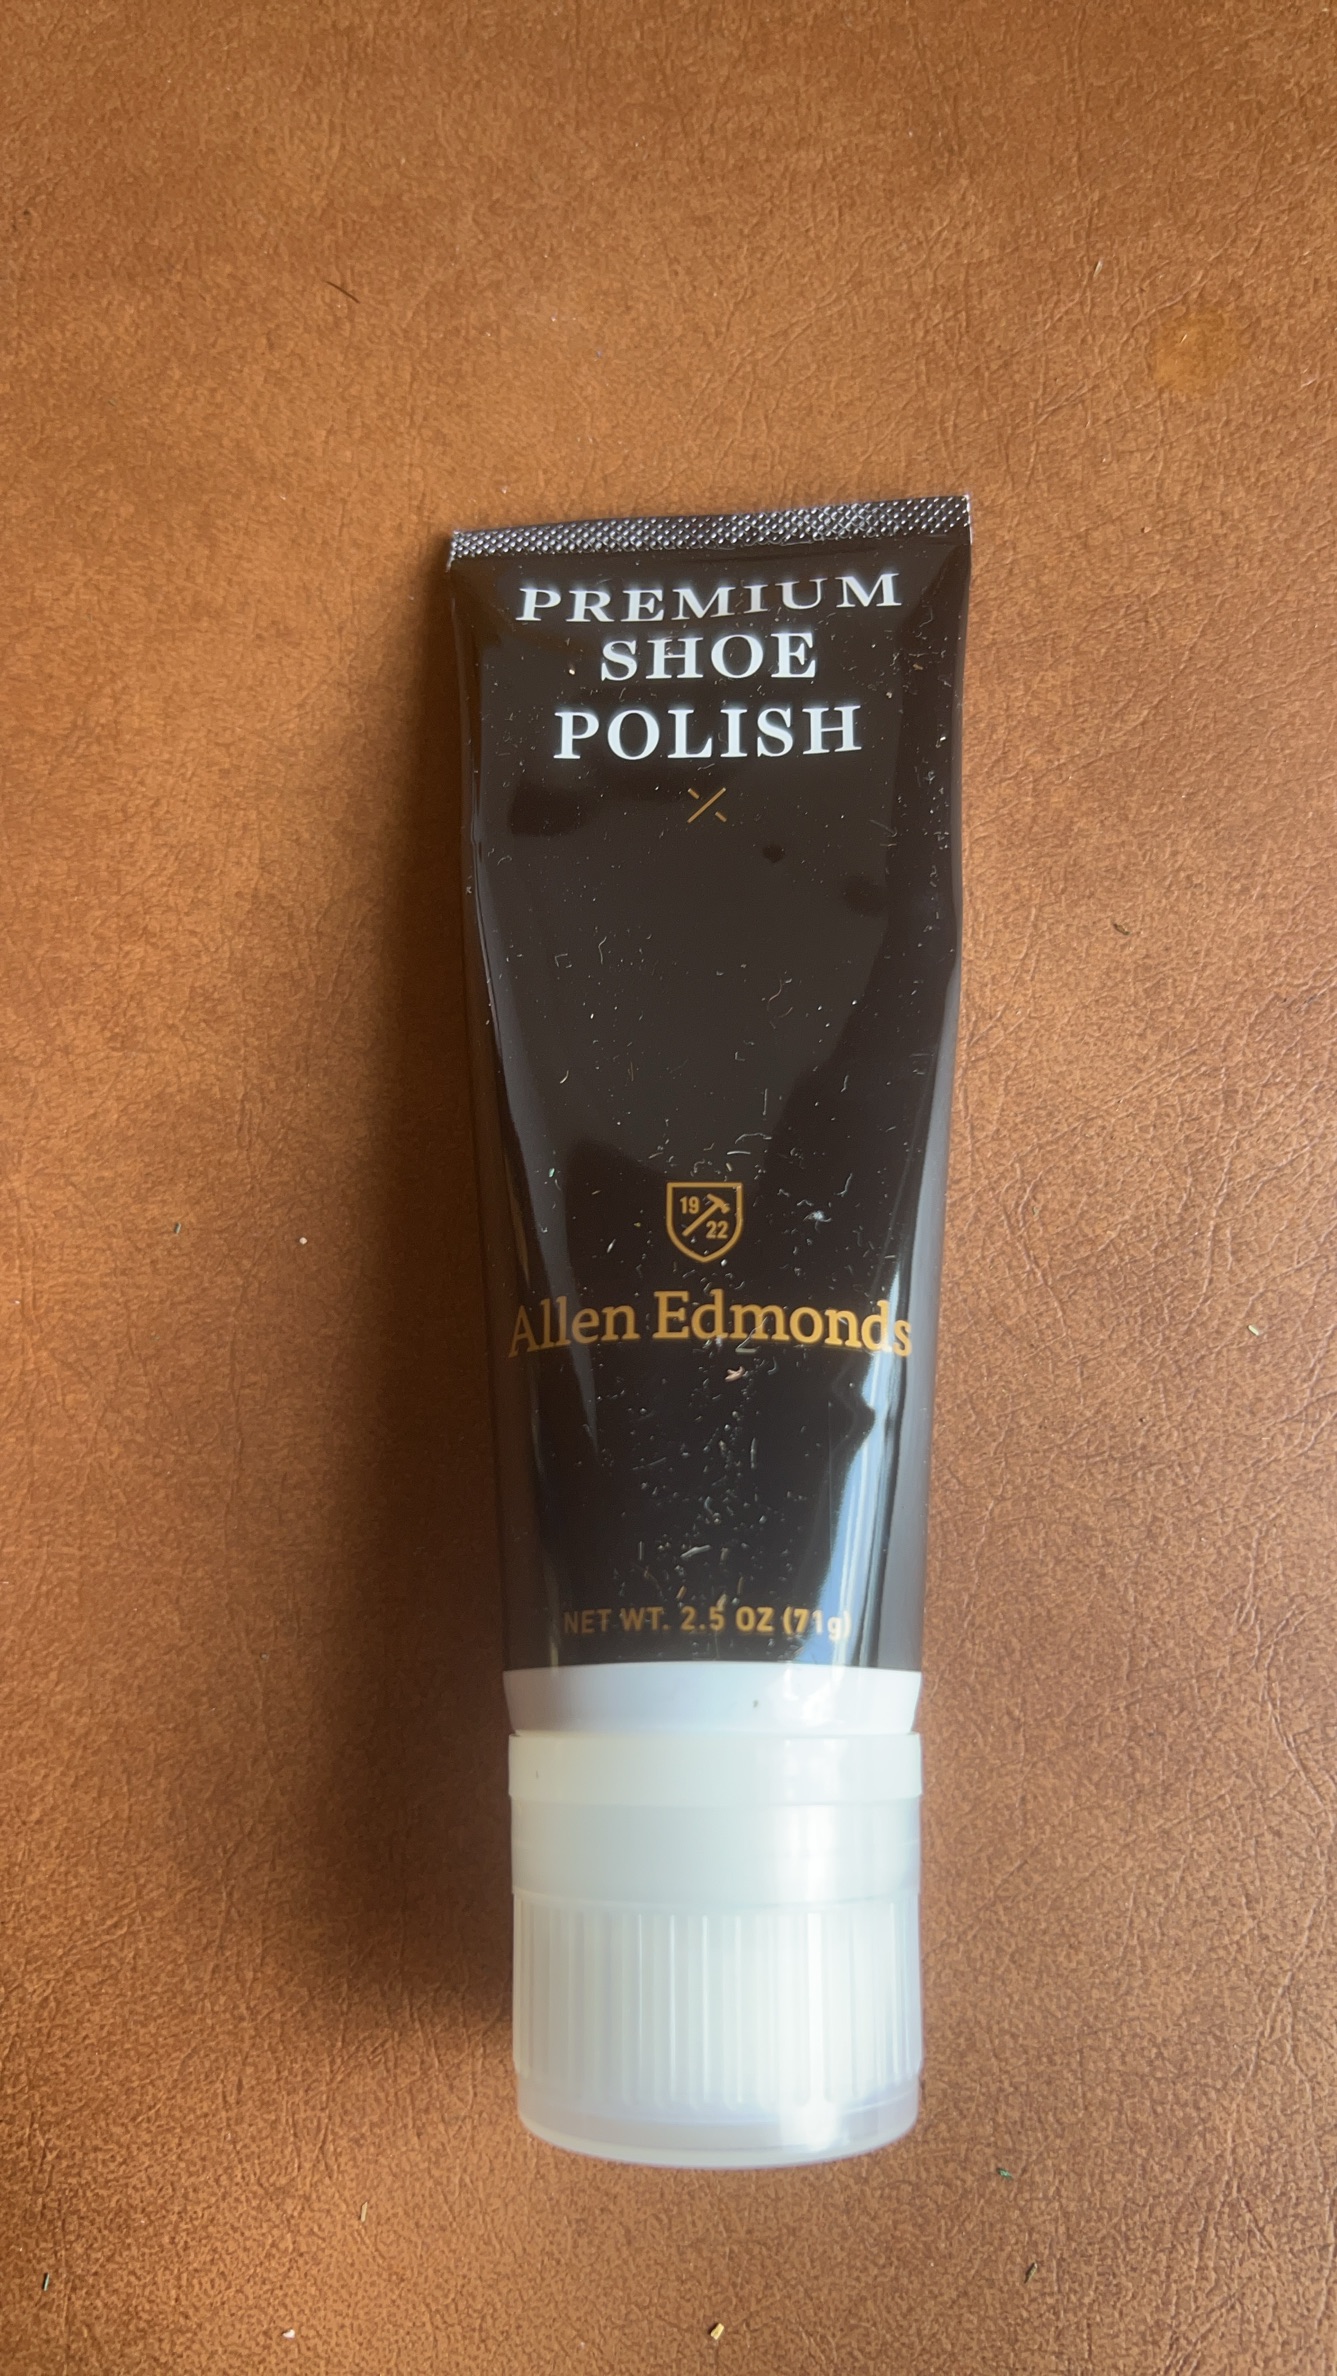 PREMIUM
SHOE
POLISH
19
22
Allen Edmonds
NET WT. 2.5 OZ (71g)